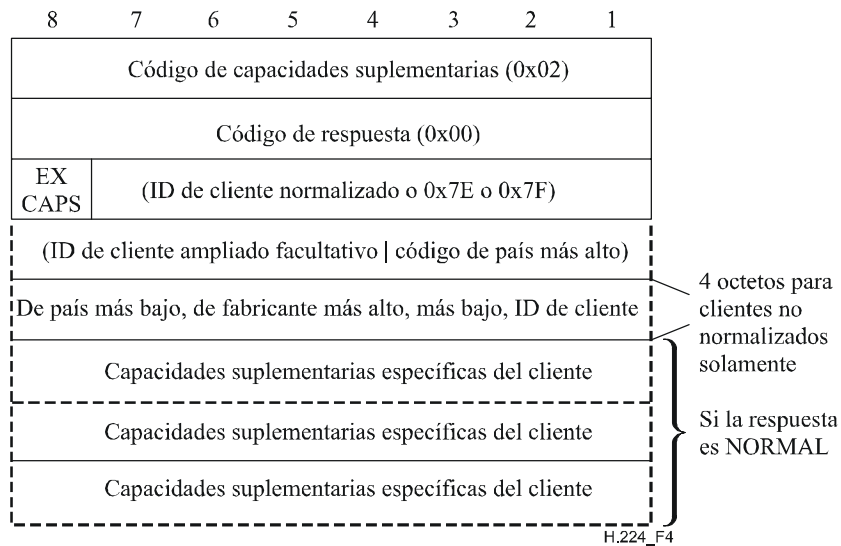 8 7 6 5 4 3 2 1
Código de capacidades suplementarias (0x02)
Código de respuesta (0x00)
EX
CAPS
(ID de cliente normalizado o 0x7E o 0x7F)
(ID de cliente ampliado facultativo | código de país más alto)
De país más bajo, de fabricante más alto, más bajo, ID de cliente
4 octetos para
clientes no
normalizados
solamente
Capacidades suplementarias específicas del cliente
Capacidades suplementarias específicas del cliente
Capacidades suplementarias específicas del cliente
Si la respuesta
es NORMAL
H.224_F4